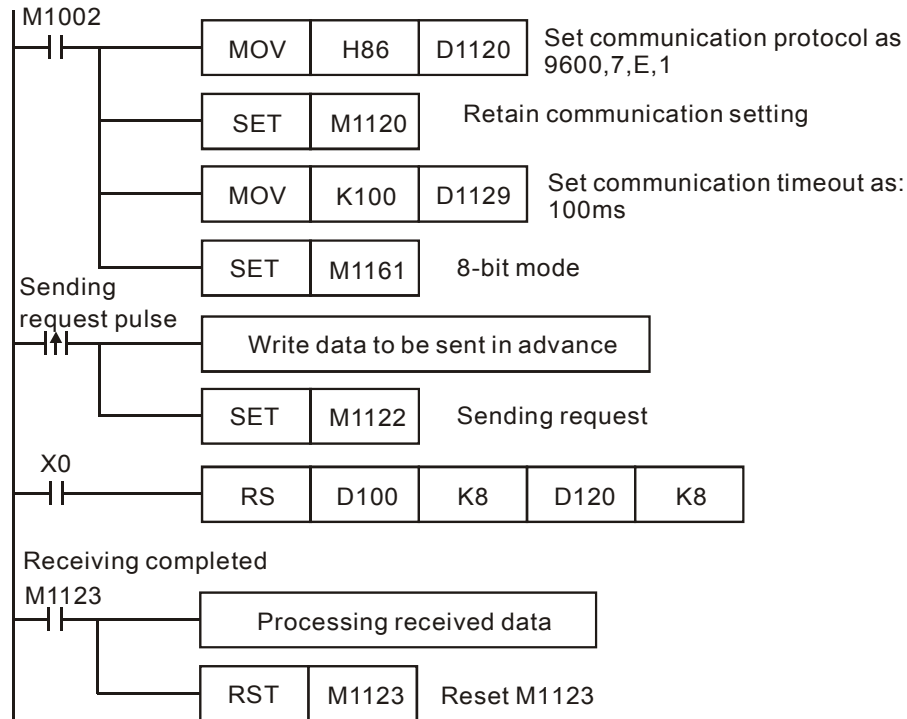 M1002
MOV H86 D1120 Set communication protocol as
9600,7,E,1
SET M1120 Retain communication setting
MOV K100 D1129 Set communication timeout as:
100ms
SET M1161 8-bit mode
Sending
request pulse
Write data to be sent in advance
SET M1122 Sending request
X0
RS D100 K8 D120 K8
Receiving completed
M1123
Processing received data
RST M1123 Reset M1123